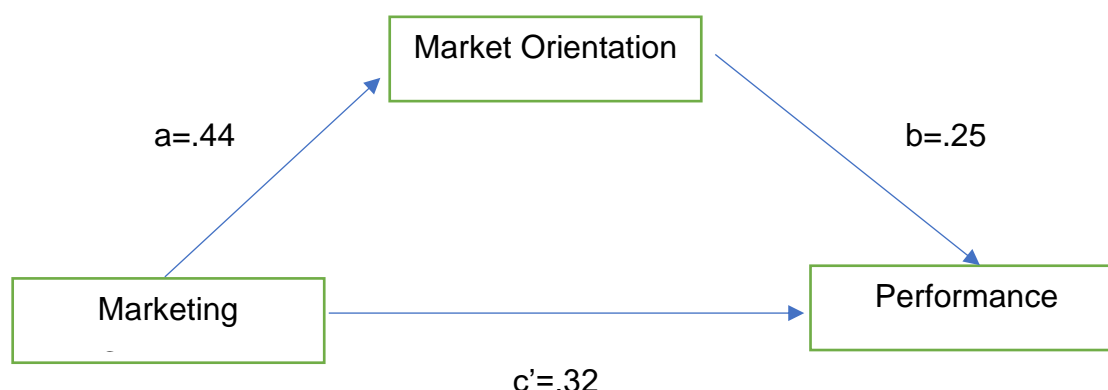 Market Orientation
a=.44
b=.25
Marketing
Performance
c'=.32